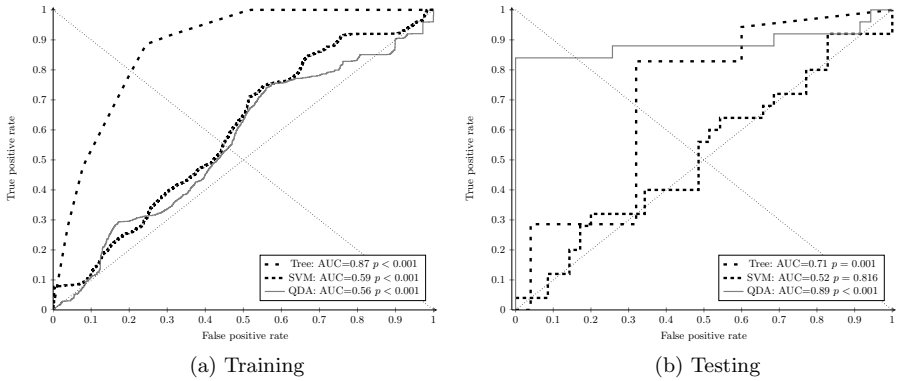 1
0.9
0.8
0.7
0.6
0.5
0.4
0.3
0.2
0.1
0
True positive rate
Tree: AUC=0.87 p < 0.001
SVM: AUC=0.59 p < 0.001
QDA: AUC=0.56 p < 0.001
0 0.1 0.2 0.3 0.4 0.5 0.6 0.7 0.8 0.9 1
False positive rate
(a) Training
1
0.9
0.8
0.7
0.6
0.5
0.4
0.3
0.2
0.1
0
True positive rate
Tree: AUC=0.71 p = 0.001
SVM: AUC=0.52 p = 0.816
QDA: AUC=0.89 p < 0.001
0 0.1 0.2 0.3 0.4 0.5 0.6 0.7 0.8 0.9 1
False positive rate
(b) Testing